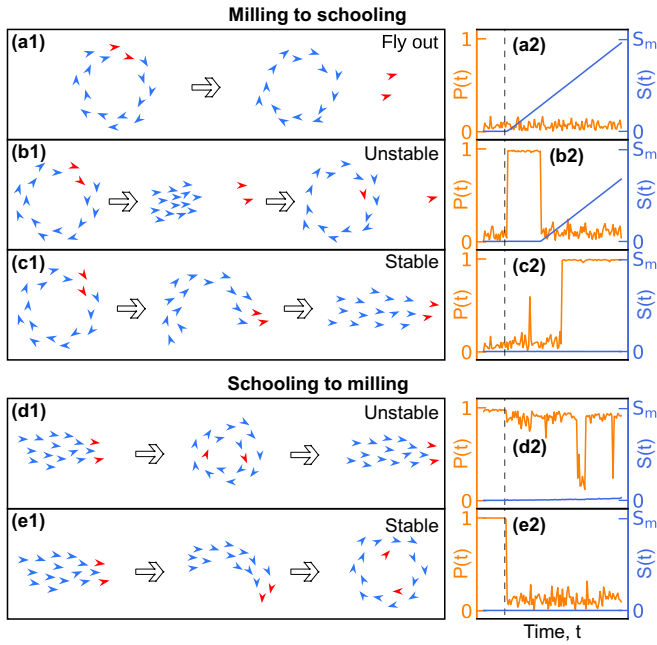 Milling to schooling
(a1) Fly out
(a2)
1
0
P(t)
Sₘ
0
S(t)
(b1) Unstable
(b2)
1
0
P(t)
Sₘ
0
S(t)
(c1) Stable
(c2)
1
0
P(t)
Sₘ
0
S(t)
Schooling to milling
(d1) Unstable
(d2)
1
0
P(t)
Sₘ
0
S(t)
(e1) Stable
(e2)
1
0
P(t)
Sₘ
0
S(t)
Time, t